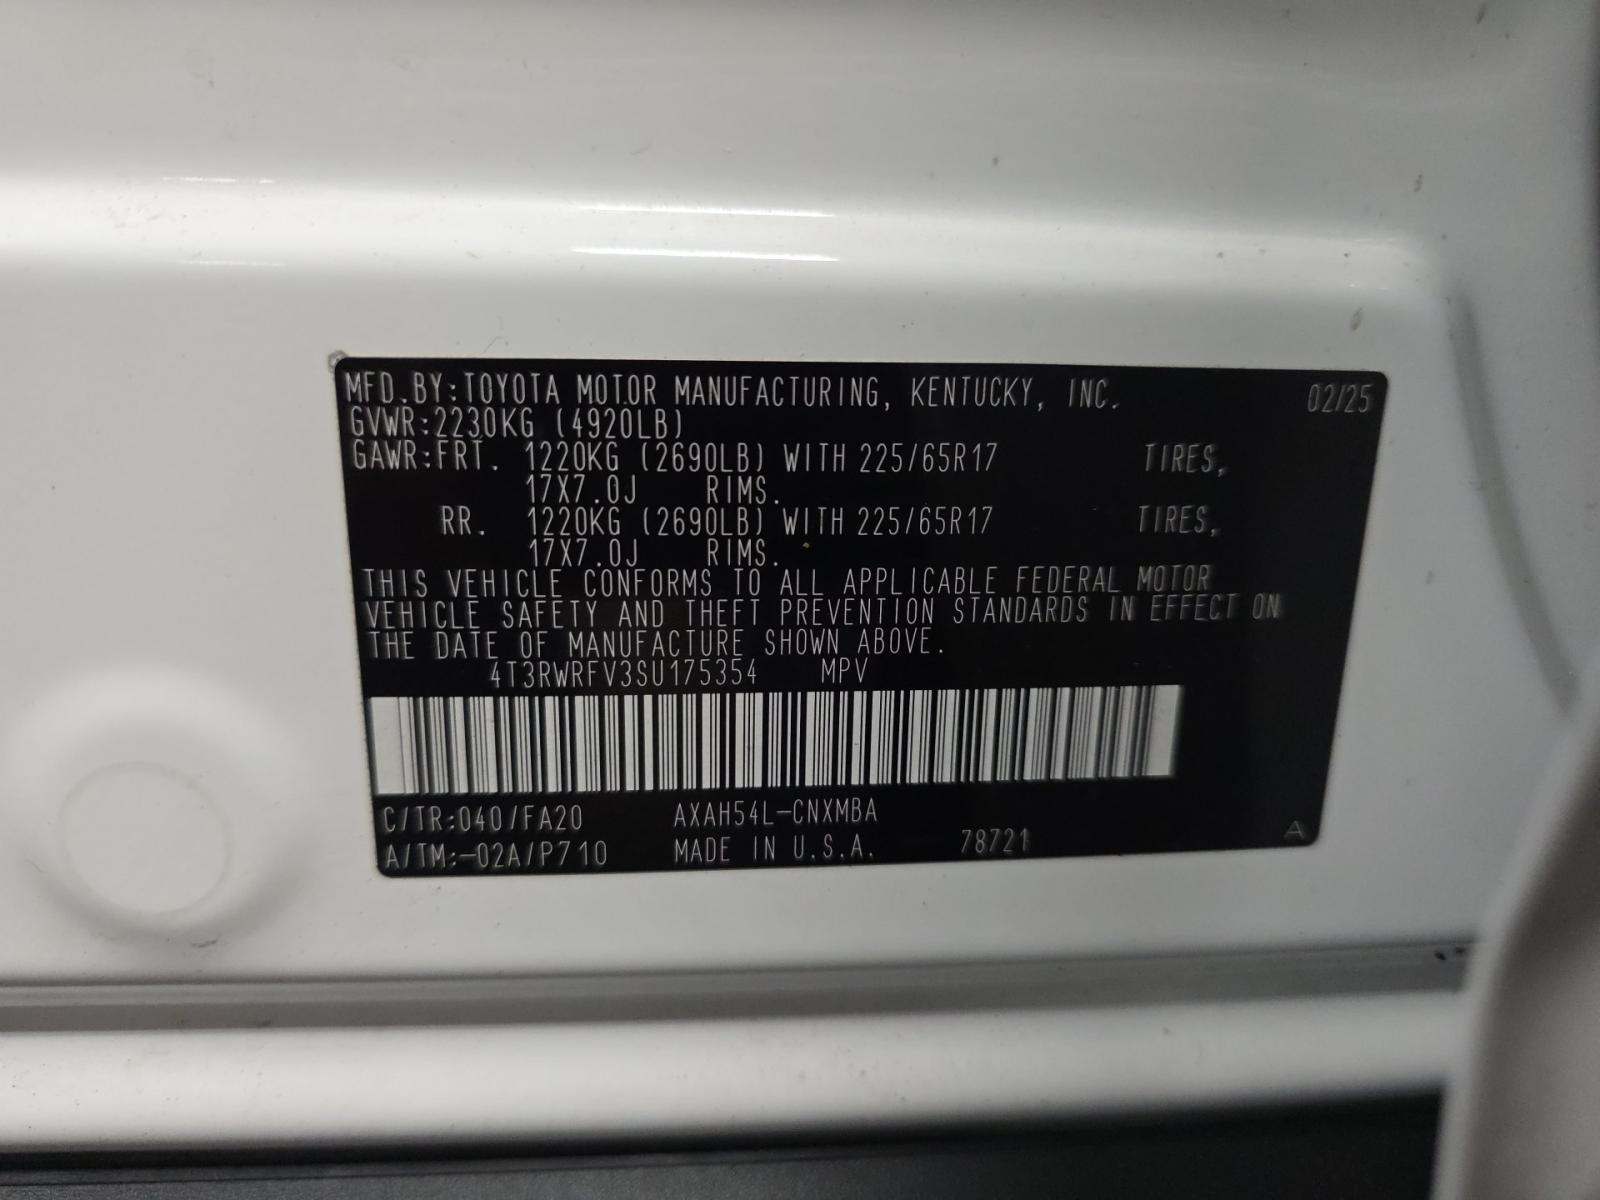 MFD.BY:TOYOTA MOTOR MANUFACTURING, KENTUCKY, INC. 02/25
GVWR:2230KG (4920LB)
GAWR:FRT. 1220KG (2690LB) WITH 225/65R17 TIRES,
17X7.0J RIMS.
RR. 1220KG (2690LB) WITH 225/65R17 TIRES,
17X7.0J RIMS.
THIS VEHICLE CONFORMS TO ALL APPLICABLE FEDERAL MOTOR
VEHICLE SAFETY AND THEFT PREVENTION STANDARDS IN EFFECT ON
THE DATE OF MANUFACTURE SHOWN ABOVE.
4T3RWRFV3SU175354 MPV
C/TR:040/FA20 AXAH54L-CNXMBA
A/TM:-02A/P710 MADE IN U.S.A. 78721 A